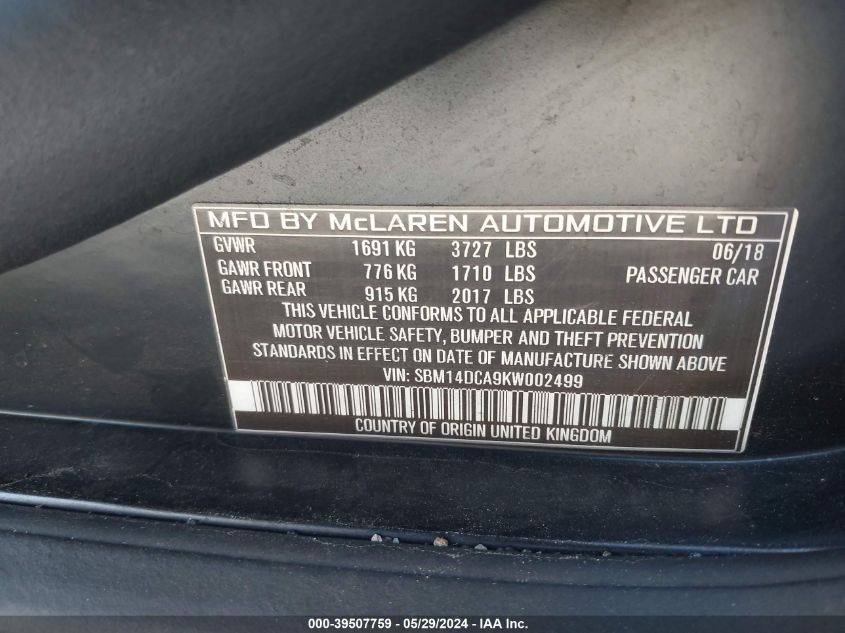 MFD BY McLAREN AUTOMOTIVE LTD
GVWR 1691 KG 3727 LBS 06/18
GAWR FRONT 776 KG 1710 LBS PASSENGER CAR
GAWR REAR 915 KG 2017 LBS
THIS VEHICLE CONFORMS TO ALL APPLICABLE FEDERAL
MOTOR VEHICLE SAFETY, BUMPER AND THEFT PREVENTION
STANDARDS IN EFFECT ON DATE OF MANUFACTURE SHOWN ABOVE
VIN: SBM14DCA9KW002499
COUNTRY OF ORIGIN UNITED KINGDOM
000-39507759 - 05/29/2024 - IAA Inc.